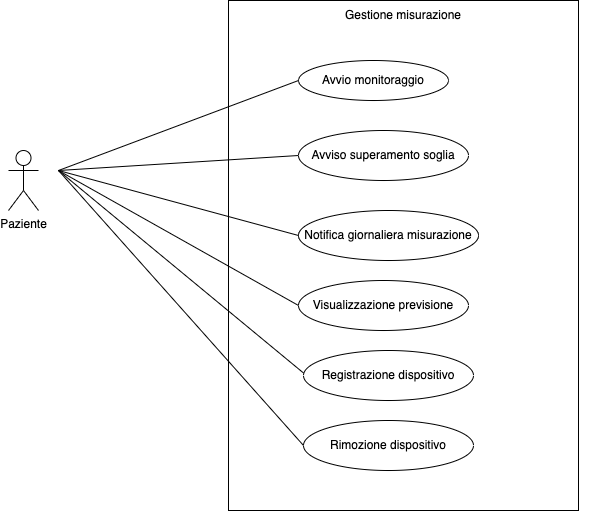 Gestione misurazione
Avvio monitoraggio
Avviso superamento soglia
Paziente
Notifica giornaliera misurazione
Visualizzazione previsione
Registrazione dispositivo
Rimozione dispositivo